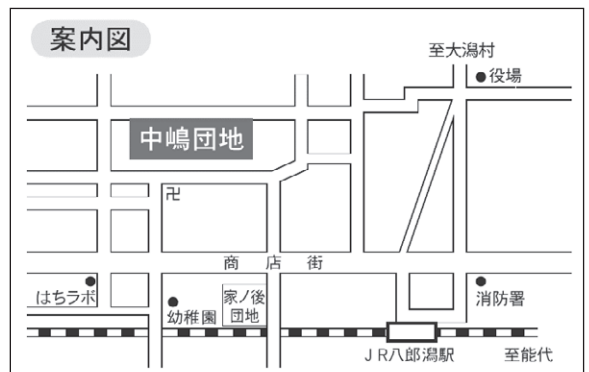 案内図
至大潟村
●役場
中嶋団地
卍
商店街
はちラボ
幼稚園
家ノ後
団地
消防署
JR八郎潟駅
至能代